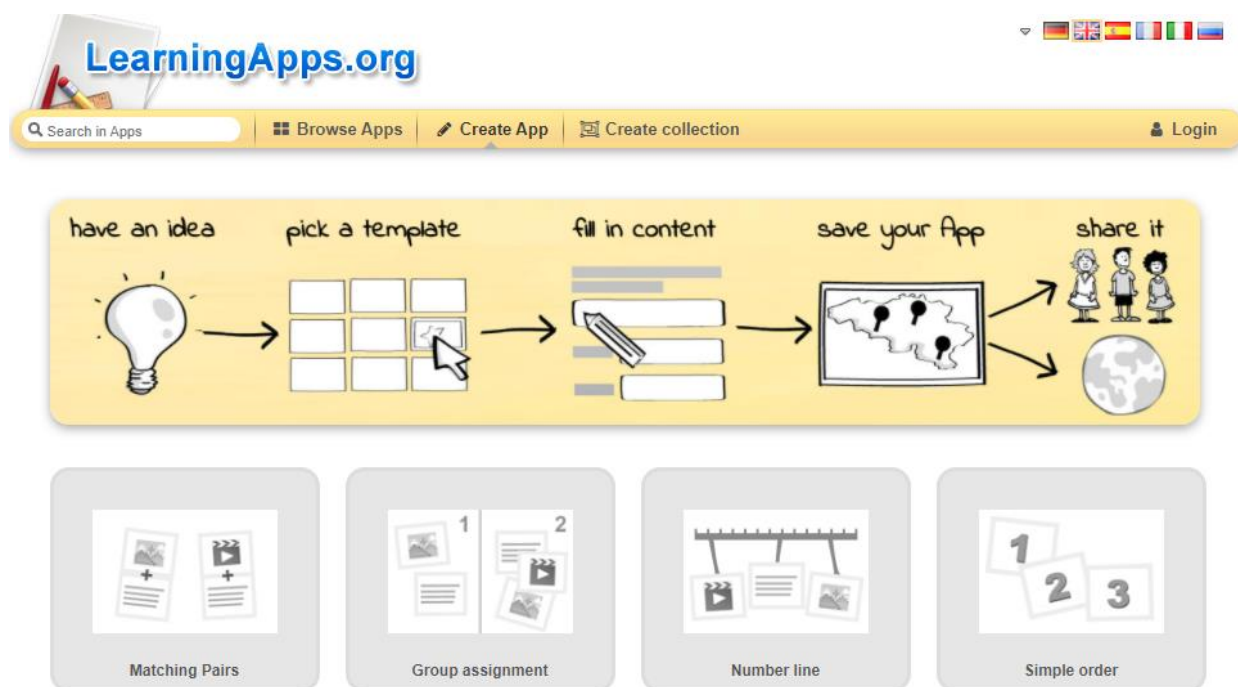 LearningApps.org
Search in Apps
Browse Apps
Create App
Create collection
Login
have an idea
pick a template
fill in content
save your App
share it
1
2
1
2
3
Matching Pairs
Group assignment
Number line
Simple order